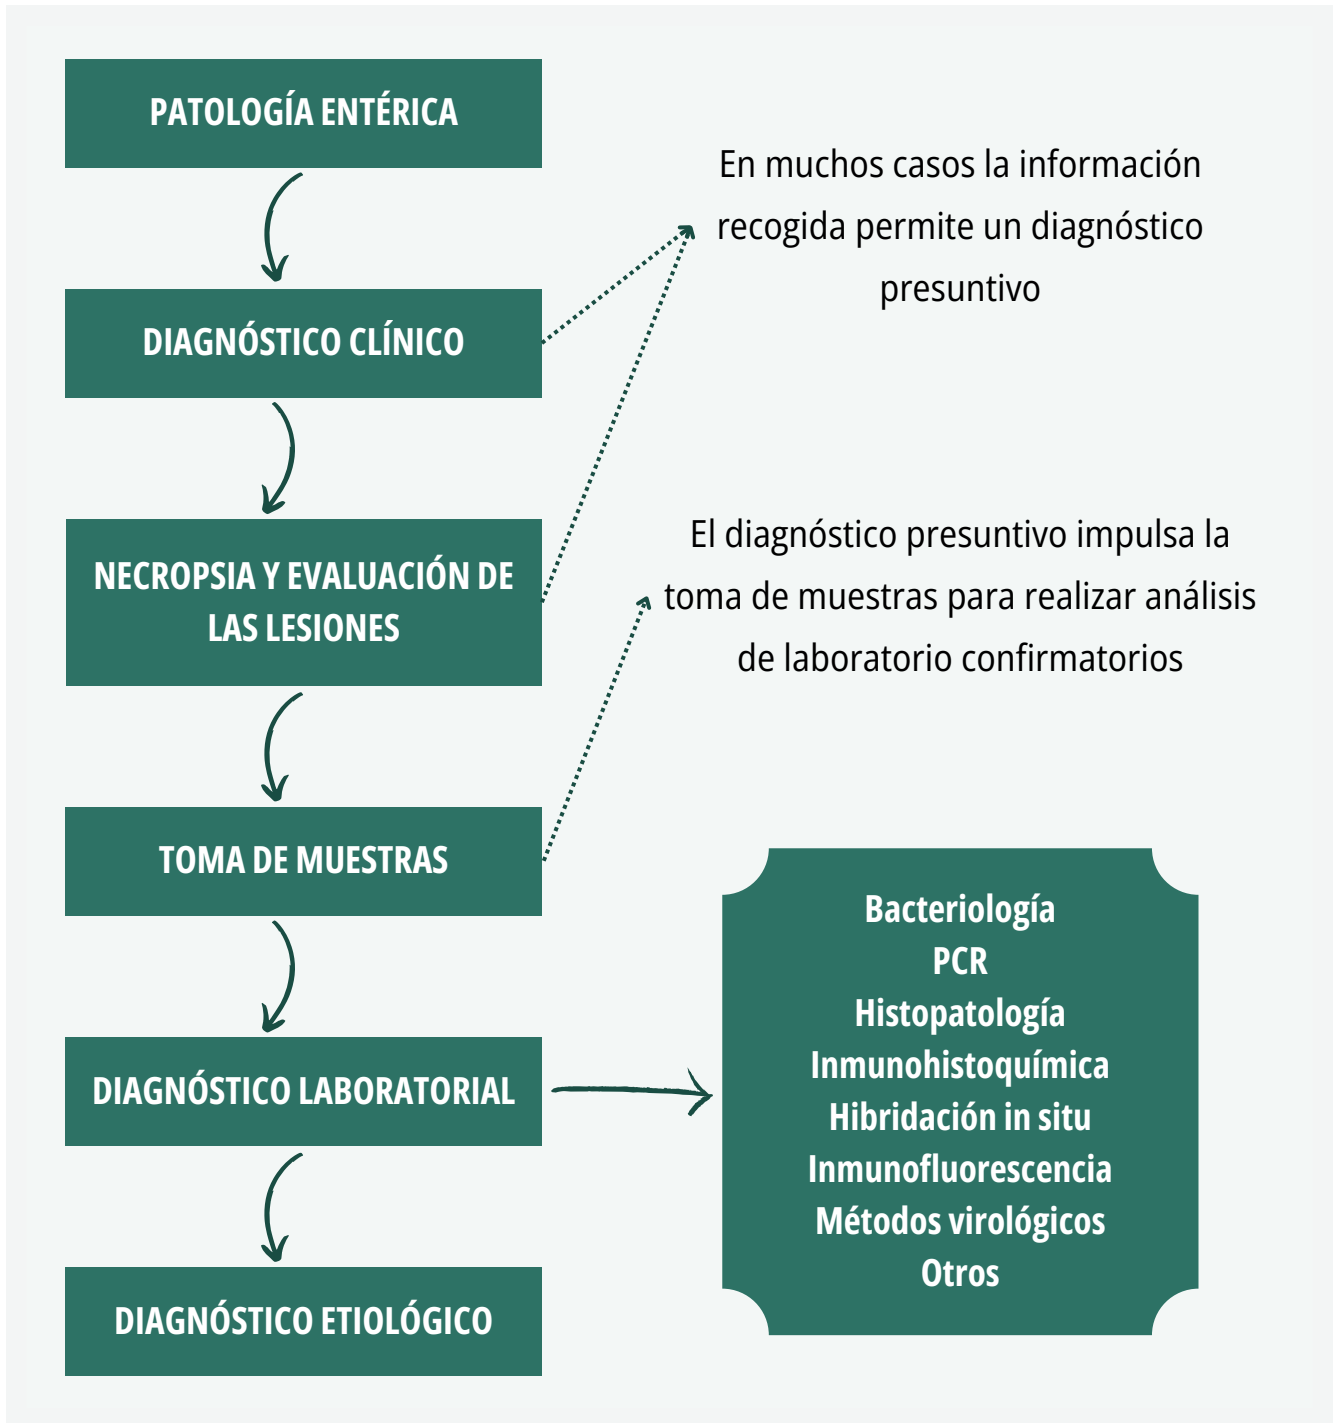 PATOLOGÍA ENTÉRICA
En muchos casos la información
recogida permite un diagnóstico
presuntivo
DIAGNÓSTICO CLÍNICO
NECROPSIA Y EVALUACIÓN DE
LAS LESIONES
El diagnóstico presuntivo impulsa la
toma de muestras para realizar análisis
de laboratorio confirmatorios
TOMA DE MUESTRAS
DIAGNÓSTICO LABORATORIAL
Bacteriología
PCR
Histopatología
Inmunohistoquímica
Hibridación in situ
Inmunofluorescencia
Métodos virológicos
Otros
DIAGNÓSTICO ETIOLÓGICO